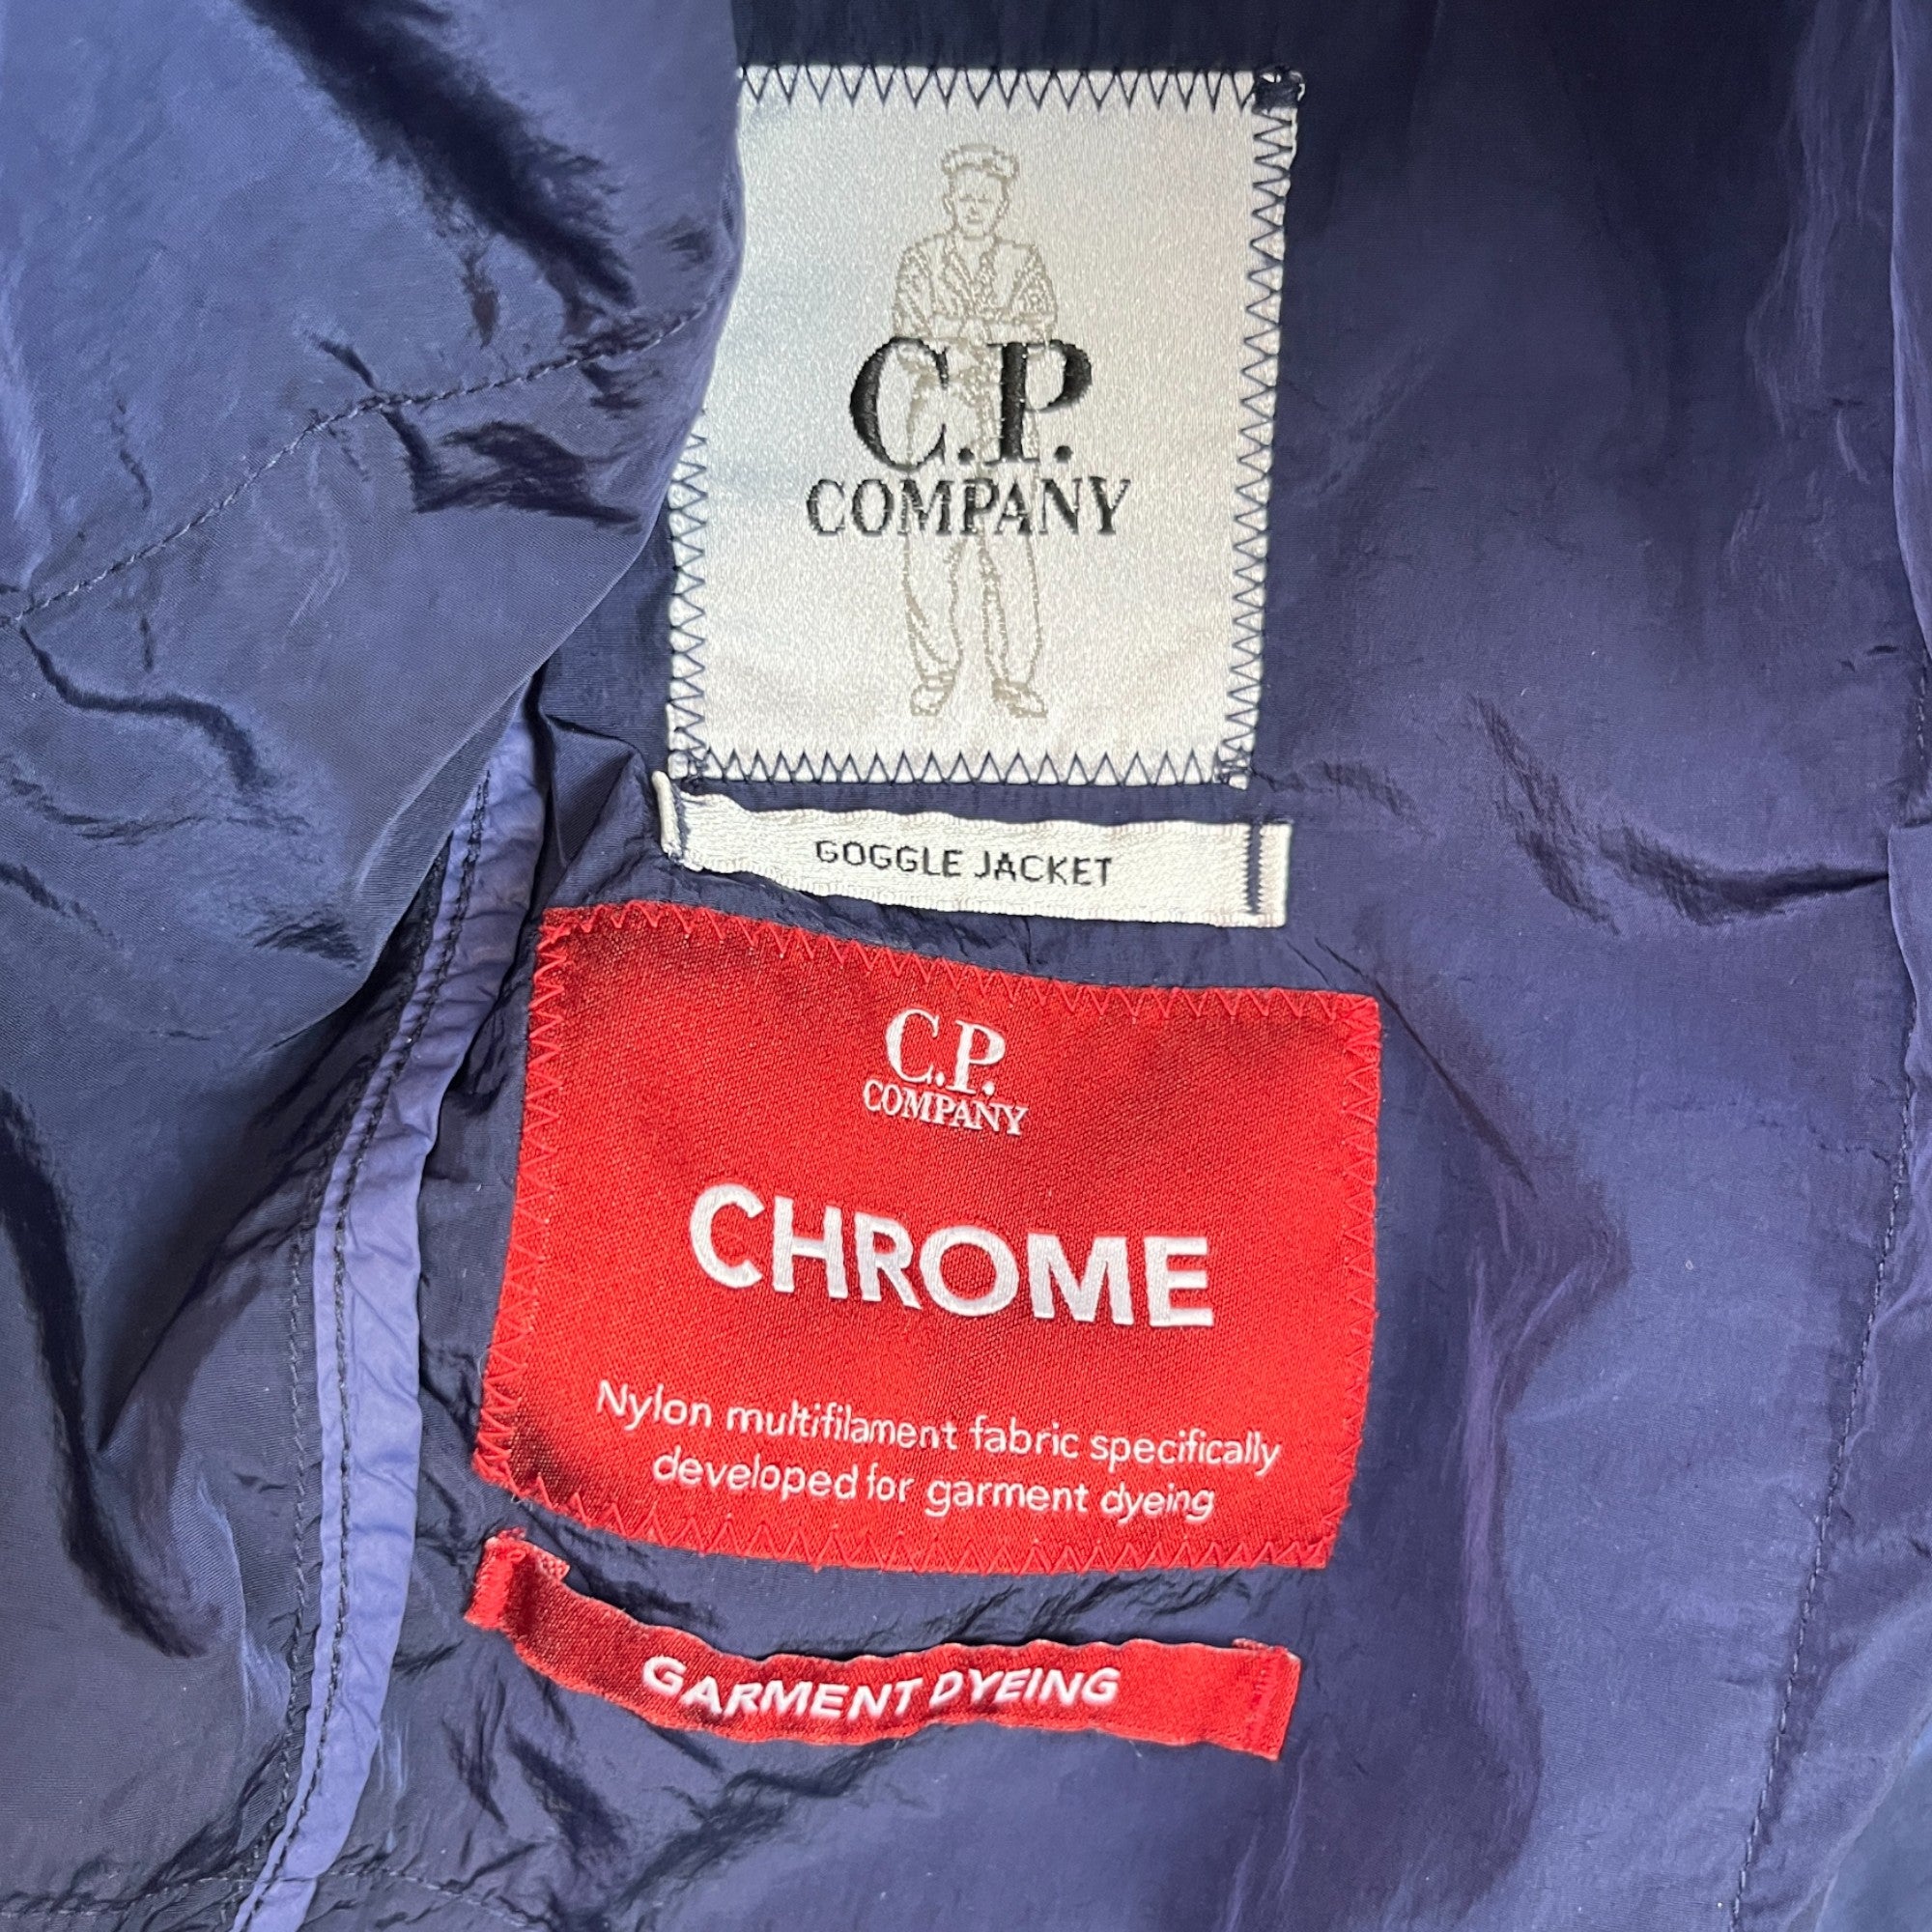 C.P.
COMPANY
GOGGLE JACKET
C.P.
COMPANY
CHROME
Nylon multifilament fabric specifically
developed for garment dyeing
GARMENT DYEING